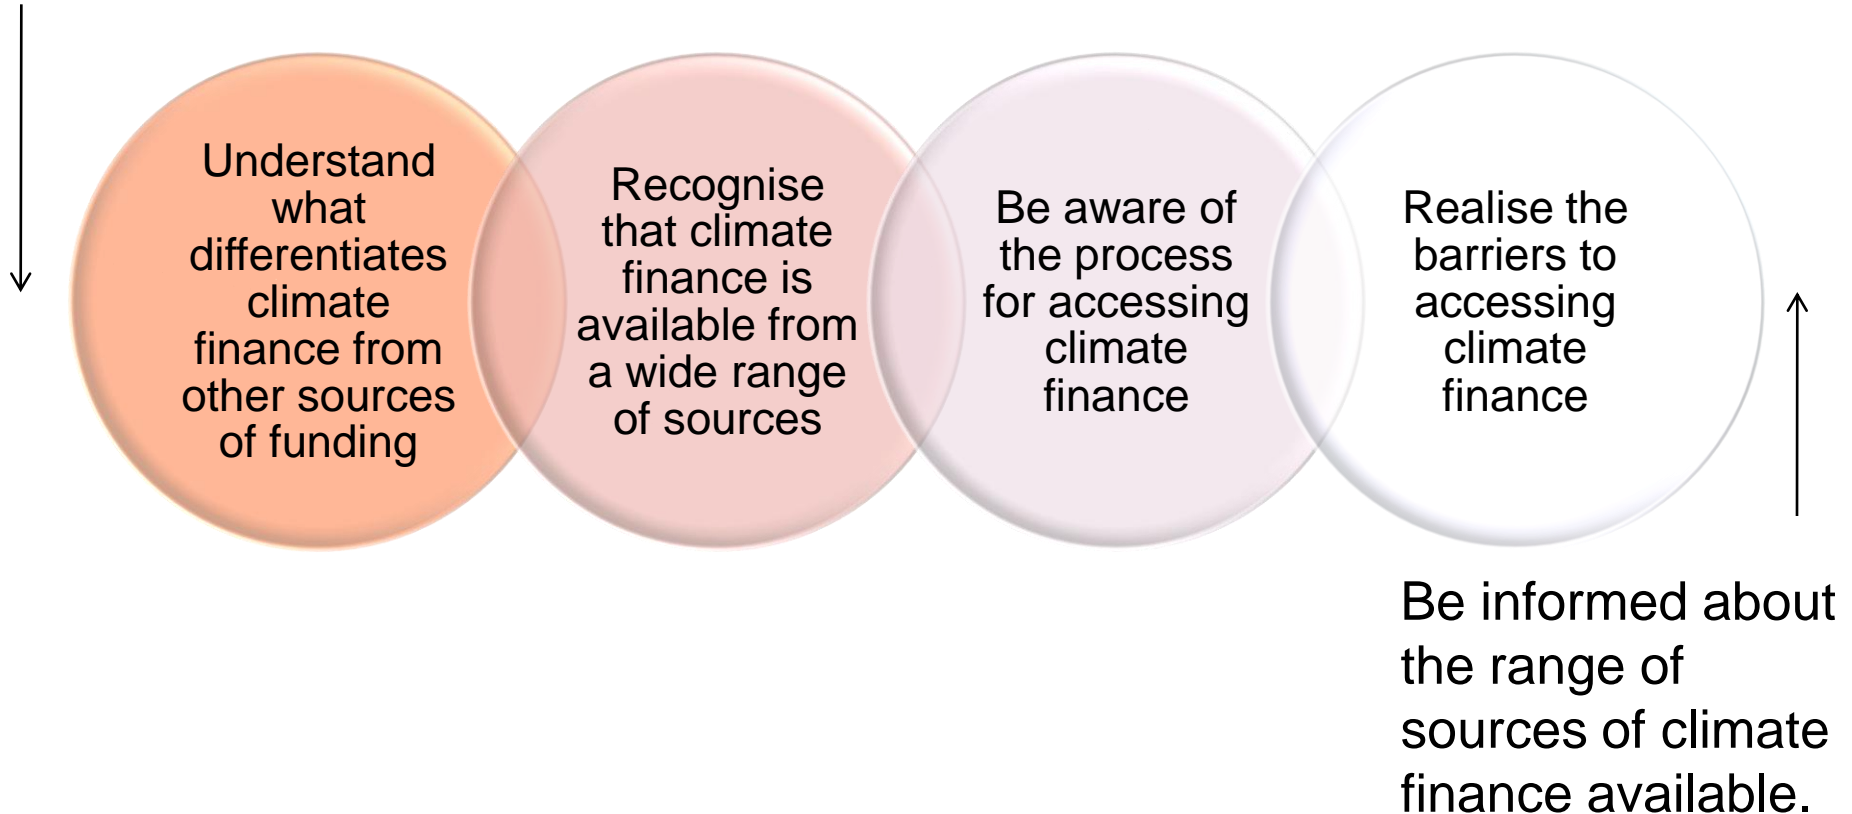 Understand
what
differentiates
climate
finance from
other sources
of funding
Recognise
that climate
finance is
available from
a wide range
of sources
Be aware of
the process
for accessing
climate
finance
Realise the
barriers to
accessing
climate
finance
Be informed about
the range of
sources of climate
finance available.